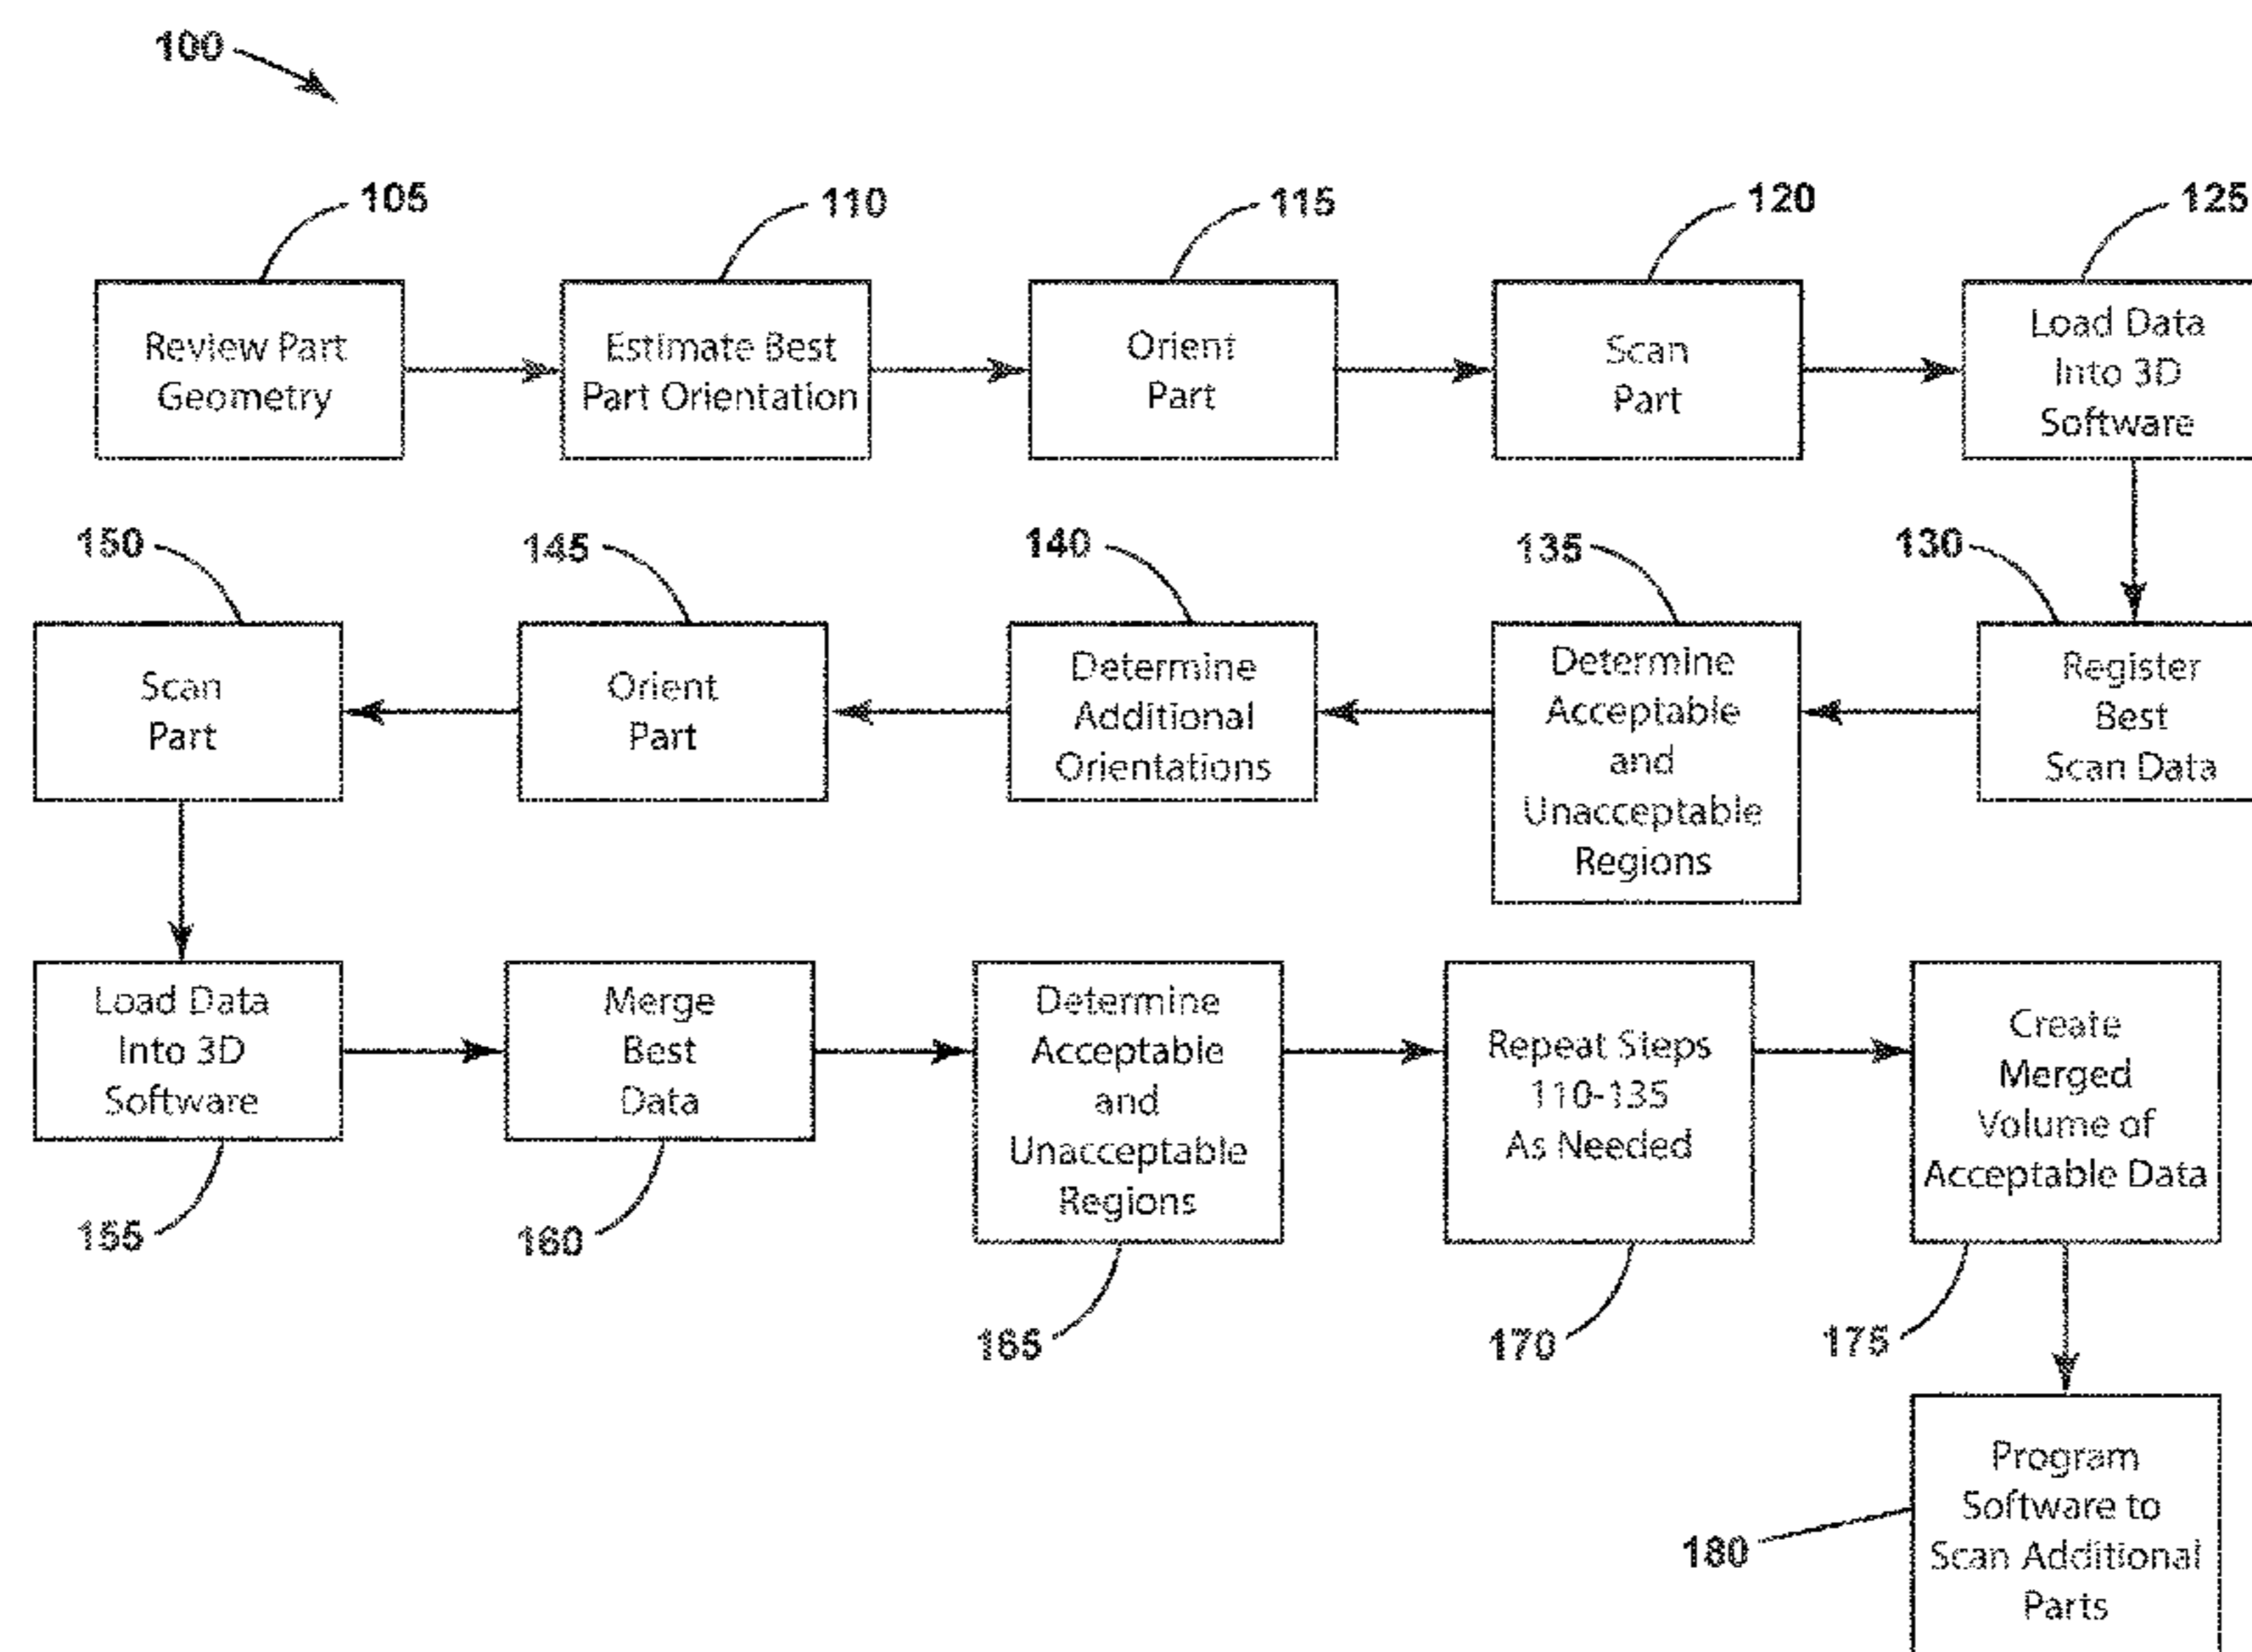 100
105
110
115
120
125
Review Part
Geometry
Estimate Best
Part Orientation
Orient
Part
Scan
Part
Load Data
Into 3D
Software
150
145
140
135
130
Scan
Part
Orient
Part
Determine
Additional
Orientations
Determine
Acceptable
and
Unacceptable
Regions
Register
Best
Scan Data
Load Data
Into 3D
Software
Merge
Best
Data
Determine
Acceptable
and
Unacceptable
Regions
Repeat Steps
110-135
As Needed
Create
Merged
Volume of
Acceptable Data
155
160
165
170
175
Program
Software to
Scan Additional
Parts
180